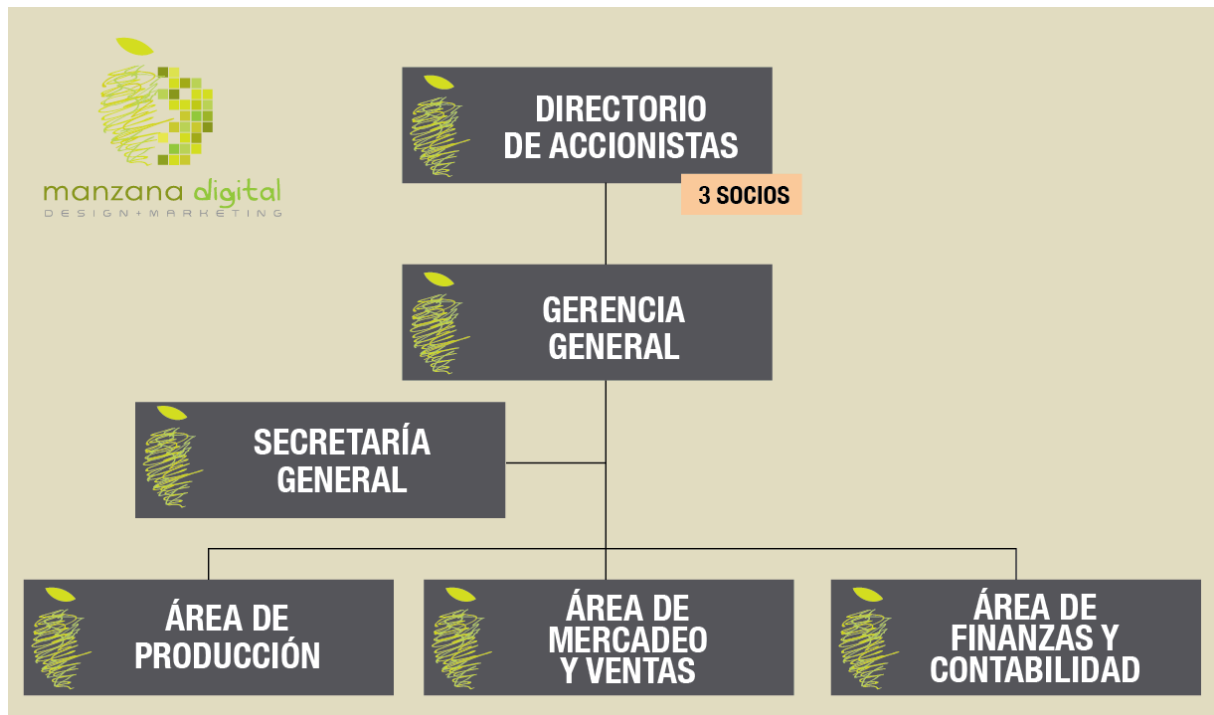 manzana digital
DESIGN+MARKETING
DIRECTORIO
DE ACCIONISTAS
3 SOCIOS
GERENCIA
GENERAL
SECRETARÍA
GENERAL
ÁREA DE
PRODUCCIÓN
ÁREA DE
MERCADEO
Y VENTAS
ÁREA DE
FINANZAS Y
CONTABILIDAD